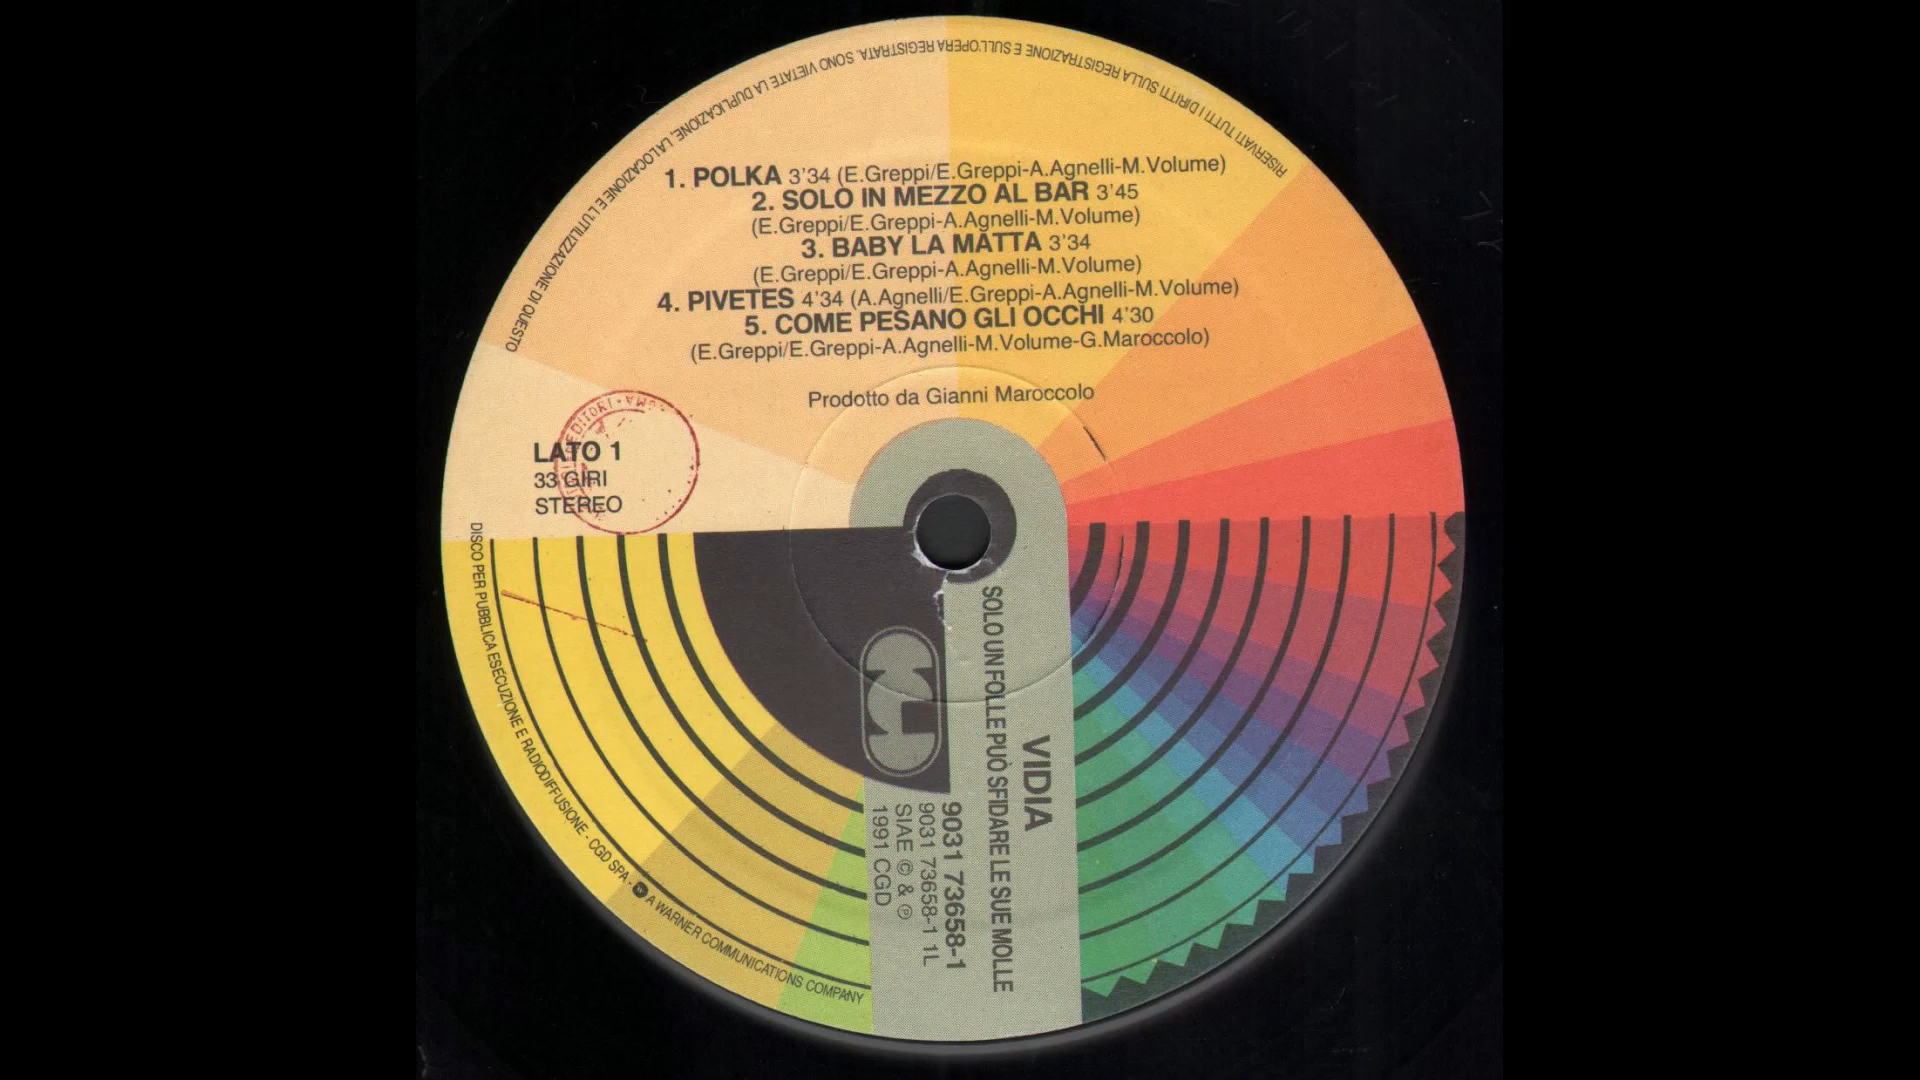 RISERVATI TUTTI I DIRITTI SULLA REGISTRAZIONE E SULL'OPERA REGISTRATA. SONO VIETATE LA DUPLICAZIONE, LA LOCAZIONE E L'UTILIZZAZIONE DI QUESTO
DISCO PER PUBBLICA ESECUZIONE E RADIODIFFUSIONE - CGD SPA - A WARNER COMMUNICATIONS COMPANY
1. POLKA 3'34 (E.Greppi/E.Greppi-A.Agnelli-M.Volume)
2. SOLO IN MEZZO AL BAR 3'45
(E.Greppi/E.Greppi-A.Agnelli-M.Volume)
3. BABY LA MATTA 3'34
(E.Greppi/E.Greppi-A.Agnelli-M.Volume)
4. PIVETES 4'34 (A.Agnelli/E.Greppi-A.Agnelli-M.Volume)
5. COME PESANO GLI OCCHI 4'30
(E.Greppi/E.Greppi-A.Agnelli-M.Volume-G.Maroccolo)
Prodotto da Gianni Maroccolo
LATO 1
33 GIRI
STEREO
EDITORI
VIDIA
SOLO UN FOLLE PUÒ SFIDARE LE SUE MOLLE
9031 73658-1
9031 73658-1 1L
SIAE © & ℗
1991 CGD